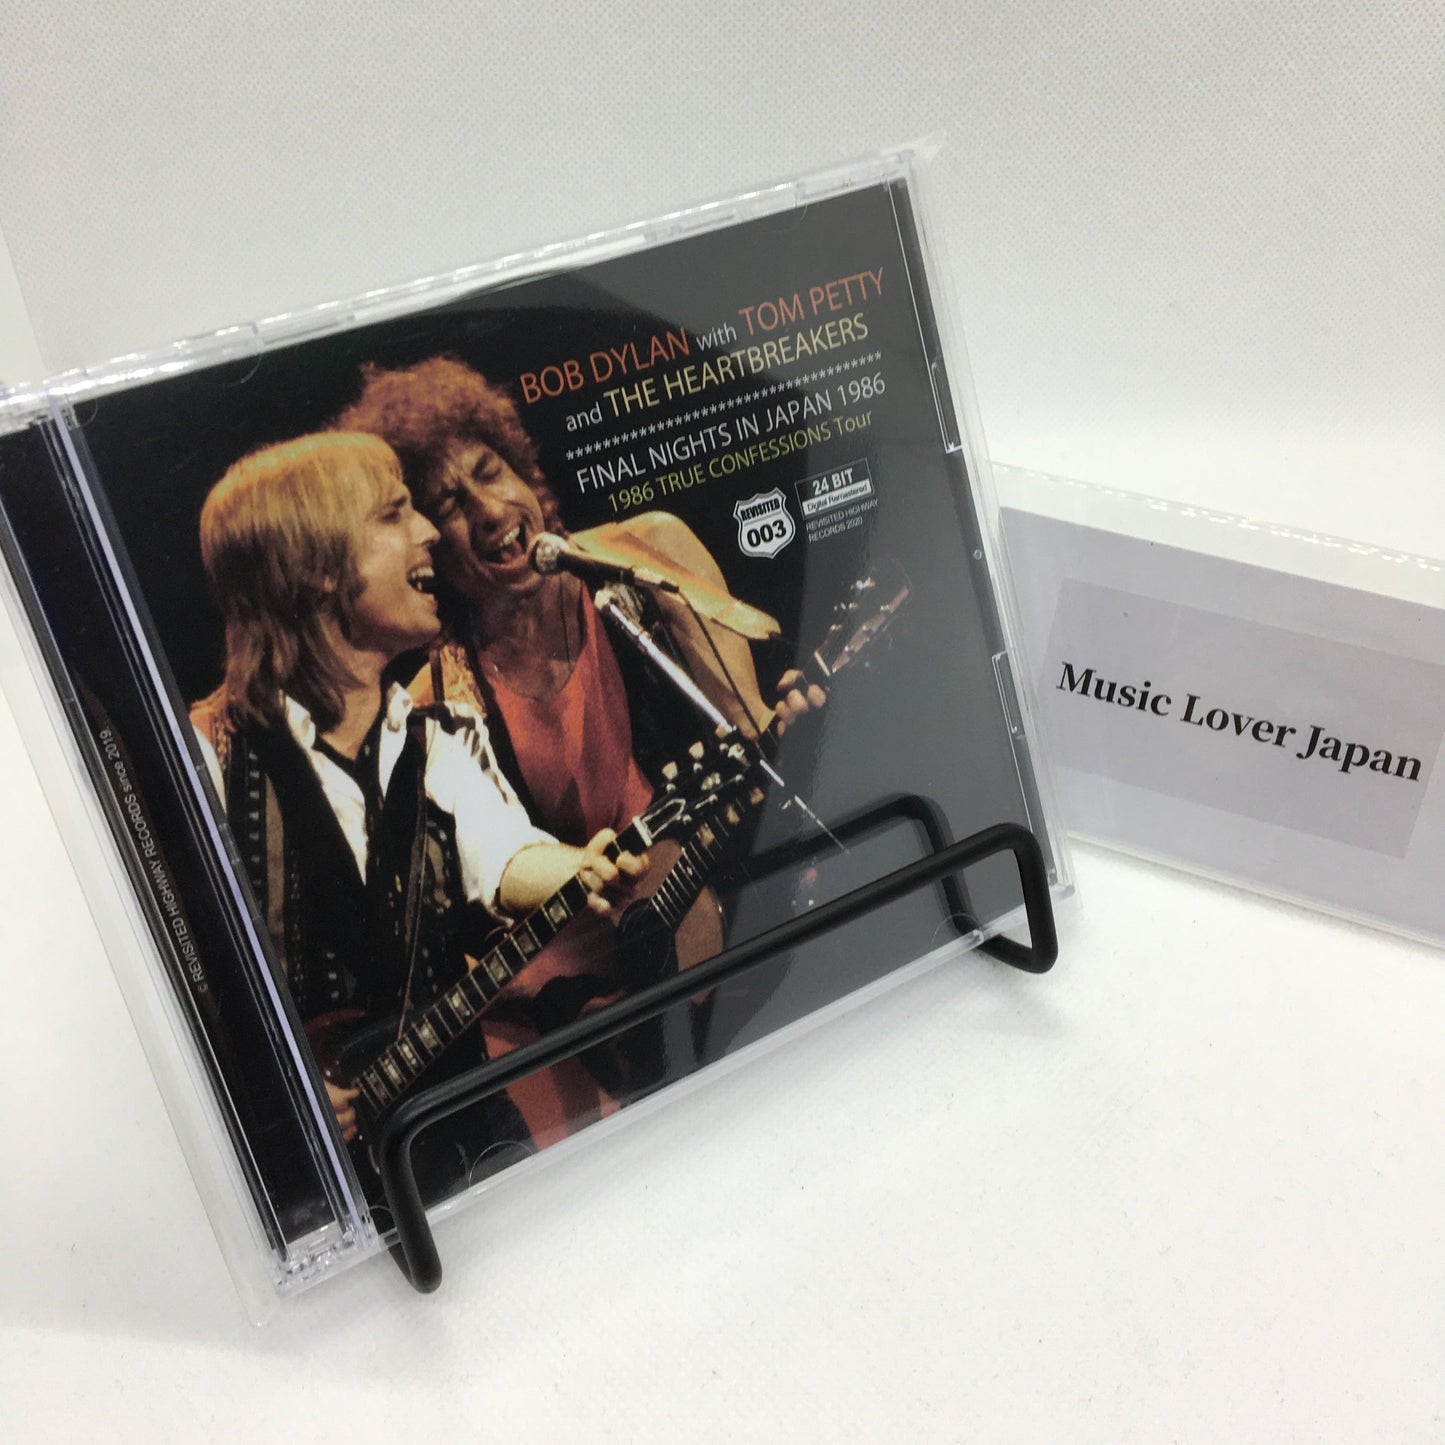 BOB DYLAN with TOM PETTY
and THE HEARTBREAKERS
***********************************
FINAL NIGHTS IN JAPAN 1986
1986 TRUE CONFESSIONS Tour
REVISITED
003
24 BIT
Digital Remastered
REVISITED HIGHWAY
RECORDS 2020
© REVISITED HIGHWAY RECORDS since 2019.
Music Lover Japan